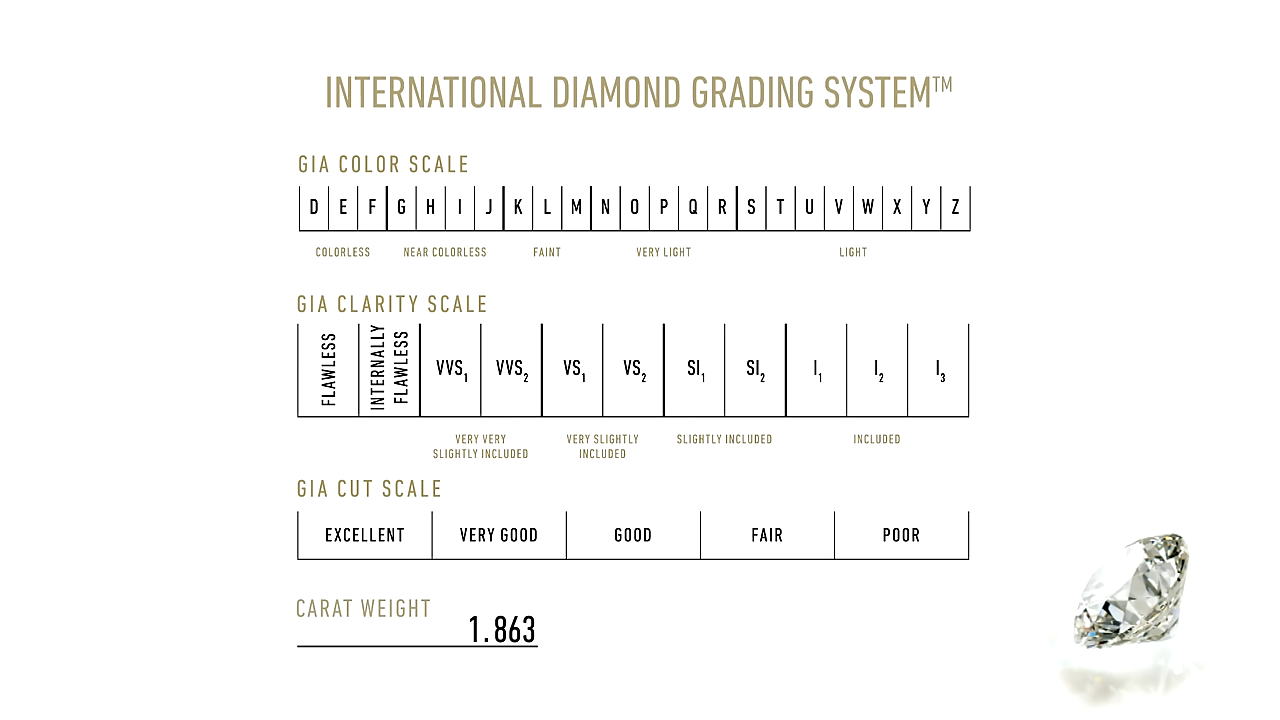 INTERNATIONAL DIAMOND GRADING SYSTEM™
GIA COLOR SCALE
D E F G H I J K L M N O P Q R S T U V W X Y Z
COLORLESS NEAR COLORLESS FAINT VERY LIGHT LIGHT
GIA CLARITY SCALE
FLAWLESS INTERNALLY FLAWLESS VVS₁ VVS₂ VS₁ VS₂ SI₁ SI₂ I₁ I₂ I₃
VERY VERY SLIGHTLY INCLUDED VERY SLIGHTLY INCLUDED SLIGHTLY INCLUDED INCLUDED
GIA CUT SCALE
EXCELLENT VERY GOOD GOOD FAIR POOR
CARAT WEIGHT 1.863